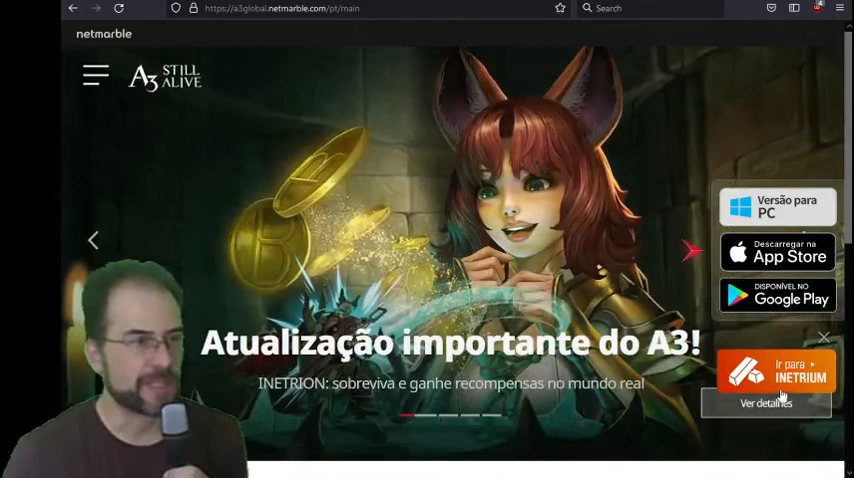 https://a3global.netmarble.com/pt/main
Search
4
netmarble
A3 STILL
ALIVE
Versão para
PC
Descarregar na
App Store
DISPONÍVEL NO
Google Play
Atualização importante do A3!
INETRION: sobreviva e ganhe recompensas no mundo real
Ir para
INETRIUM
Ver detalhes